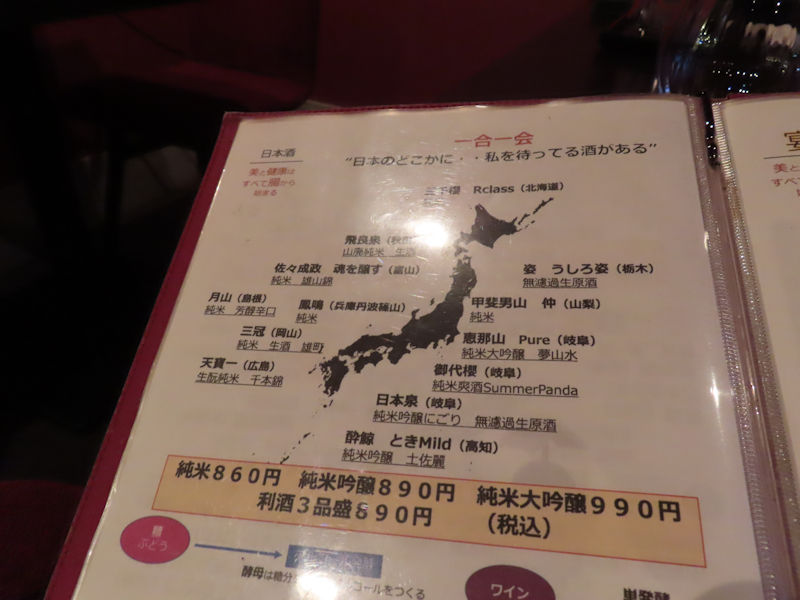 日本酒
一合一会
“日本のどこかに・・私を待ってる酒がある”
美と健康は
すべて腸から
始まる
Rclass（北海道）
飛良泉（秋田
山廃純米 生酒
佐々成政 魂を醸す（富山）
純米 雄山錦
姿 うしろ姿（栃木）
無濾過生原酒
月山（島根）
純米 芳醇辛口
鳳鳴（兵庫丹波篠山）
純米
甲斐男山 仲（山梨）
純米
三冠（岡山）
純米 生酒 雄町
恵那山 Pure（岐阜）
純米大吟醸 夢山水
天寶一（広島）
生酛純米 千本錦
御代櫻（岐阜）
純米爽酒SummerPanda
日本泉（岐阜）
純米吟醸にごり 無濾過生原酒
酔鯨 ときMild（高知）
純米吟醸 土佐麗
純米８６０円 純米吟醸８９０円 純米大吟醸９９０円
利酒３品盛８９０円 （税込）
糖
ぶどう
酵母は糖分
コールをつくる
ワイン
単発酵
宴
美と
すべ